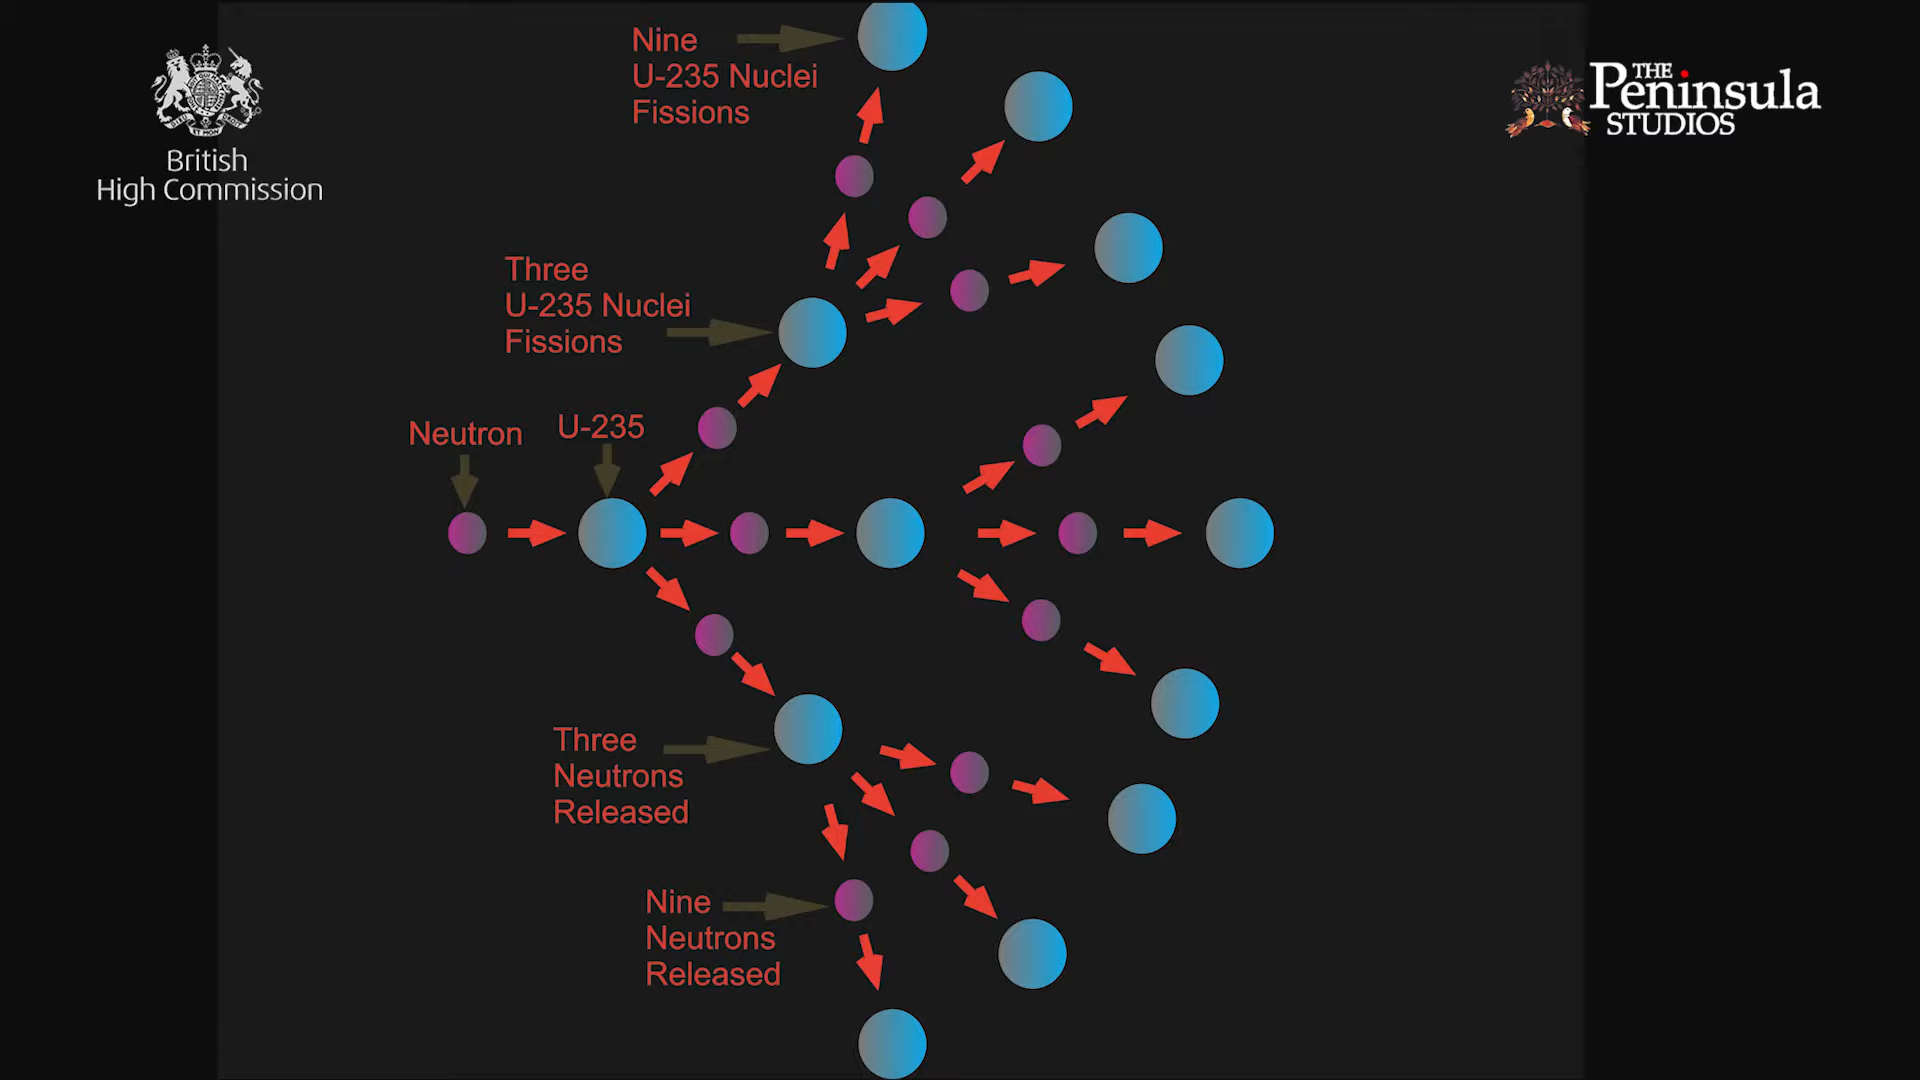 British
High Commission
THE
Peninsula
STUDIOS
Nine
U-235 Nuclei
Fissions
Three
U-235 Nuclei
Fissions
Neutron
U-235
Three
Neutrons
Released
Nine
Neutrons
Released